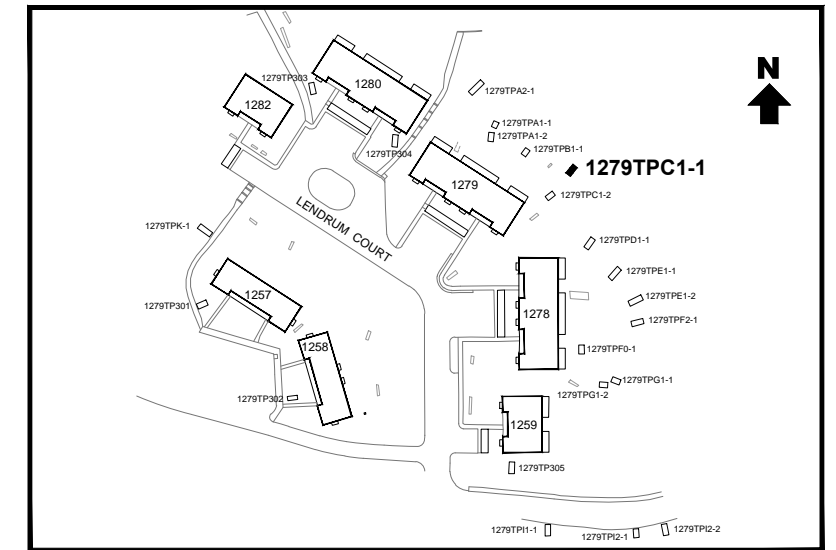 N
1279TP303
1280
1279TPA2-1
1282
1279TPA1-1
1279TPA1-2
1279TP304
1279TPB1-1
1279TPC1-1
1279
1279TPC1-2
LENDRUM COURT
1279TPK-1
1279TPD1-1
1279TPE1-1
1257
1279TPE1-2
1279TP301
1278
1279TPF2-1
1258
1279TPF0-1
1279TPG1-1
1279TPG1-2
1279TP302
1259
1279TP305
1279TPI1-1
1279TPI2-1
1279TPI2-2